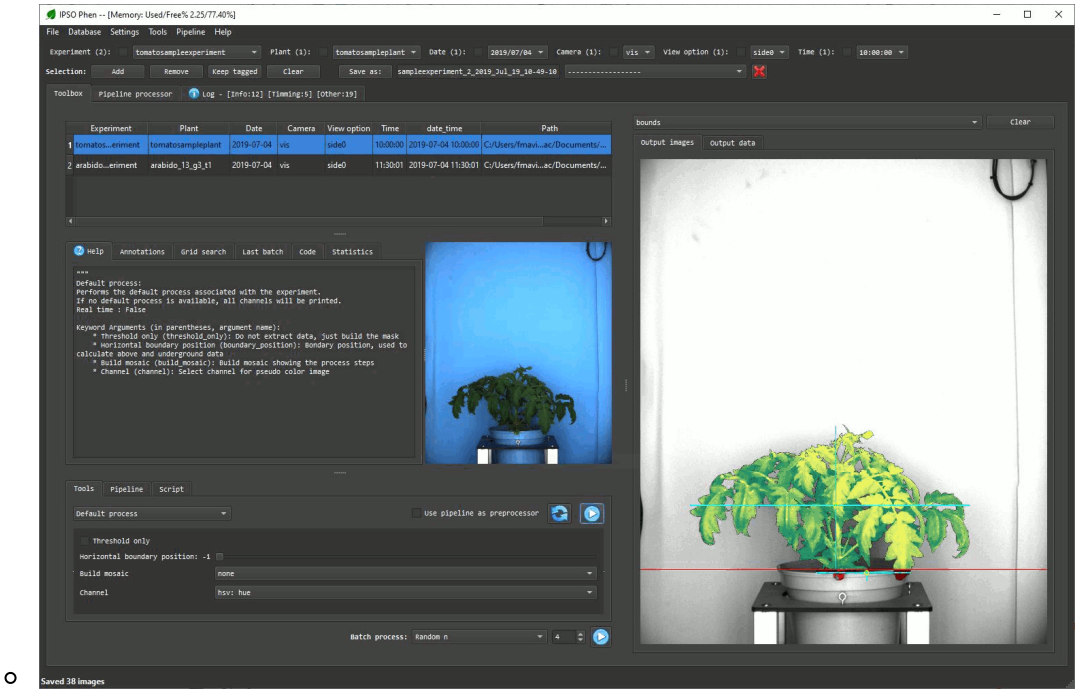 IPSO Phen -- [Memory: Used/Free% 2.25/77.40%]
File Database Settings Tools Pipeline Help
Experiment (2): tomatosampleexperiment Plant (1): tomatosampleplant Date (1): 2019/07/04 Camera (1): vis View option (1): side0 Time (1): 10:00:00
Selection: Add Remove Keep tagged Clear Save as: sampleexperiment_2_2019_Jul_19_10-49-10 ------------------
Toolbox Pipeline processor Log - [Info:12] [Timming:5] [Other:19]
Experiment Plant Date Camera View option Time date_time Path
1 tomatos...eriment tomatosampleplant 2019-07-04 vis side0 10:00:00 2019-07-04 10:00:00 C:/Users/fmavi...ac/Documents/...
2 arabido...eriment arabido_13_g3_t1 2019-07-04 vis side0 11:30:01 2019-07-04 11:30:01 C:/Users/fmavi...ac/Documents/...
Help Annotations Grid search Last batch Code Statistics
"""
Default process:
Performs the default process associated with the experiment.
If no default process is available, all channels will be printed.
Real time : False
Keyword Arguments (in parentheses, argument name):
* Threshold only (threshold_only): Do not extract data, just build the mask
* Horizontal boundary position (boundary_position): Bondary position, used to
calculate above and underground data
* Build mosaic (build_mosaic): Build mosaic showing the process steps
* Channel (channel): Select channel for pseudo color image
Tools Pipeline Script
Default process Use pipeline as preprocessor
Threshold only
Horizontal boundary position: -1
Build mosaic none
Channel hsv: hue
Batch process: Random n 4
bounds Clear
Output images Output data
Saved 38 images